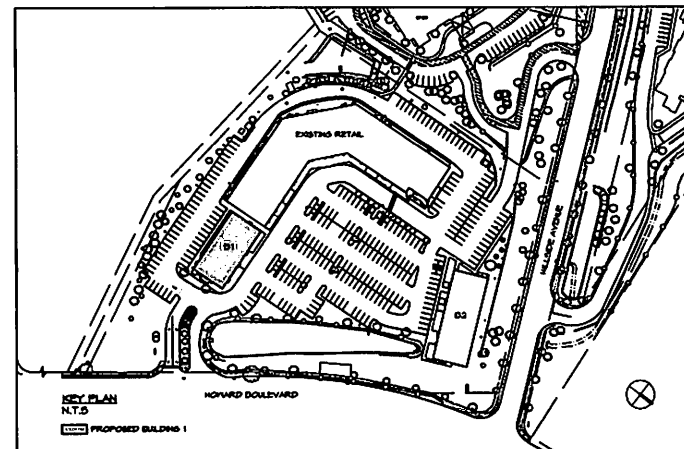 EXISTING RETAIL
B1
HILLSIDE AVENUE
B2
HOWARD BOULEVARD
KEY PLAN
N.T.S
PROPOSED BUILDING 1